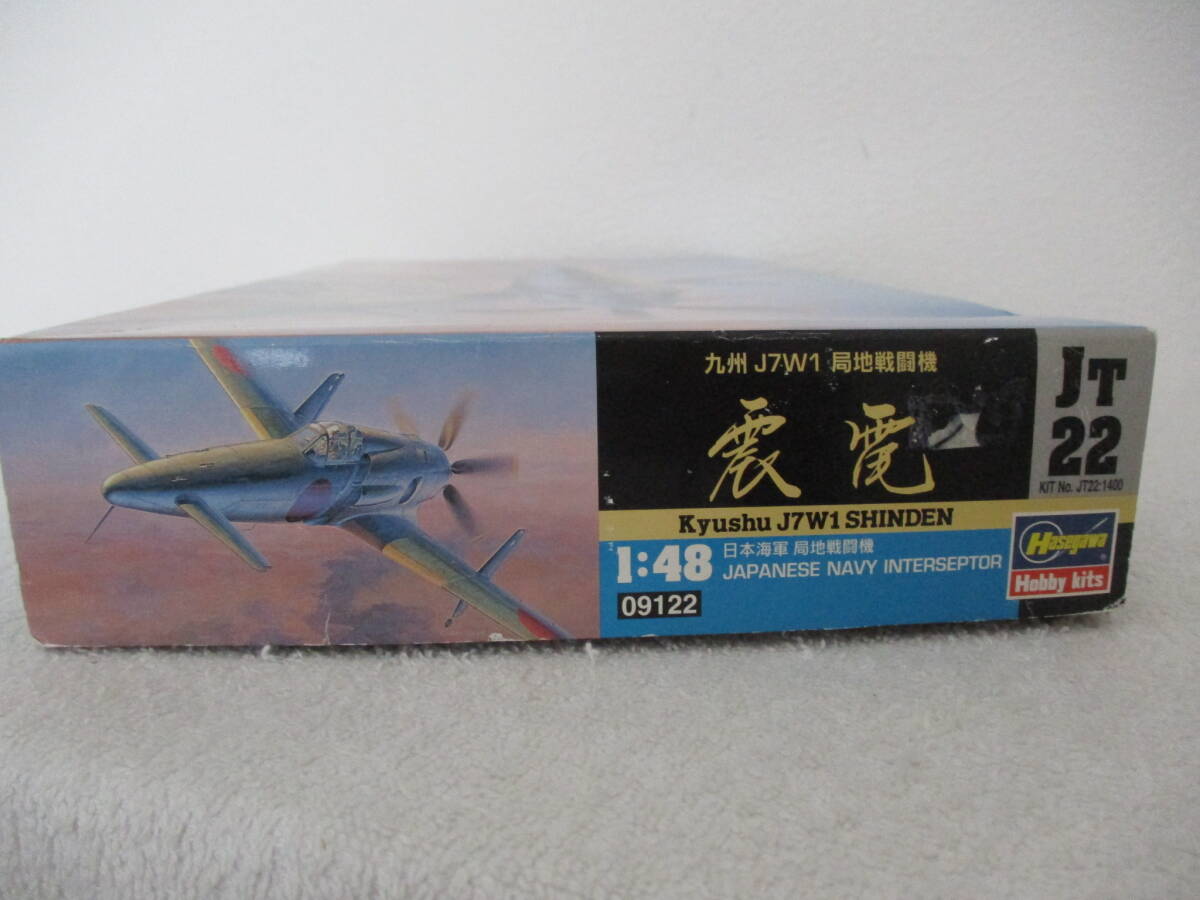 九州 J7W1 局地戦闘機
震電
Kyushu J7W1 SHINDEN
1:48
日本海軍 局地戦闘機
JAPANESE NAVY INTERSEPTOR
09122
JT
22
KIT No. JT22:1400
Hasegawa
Hobby kits